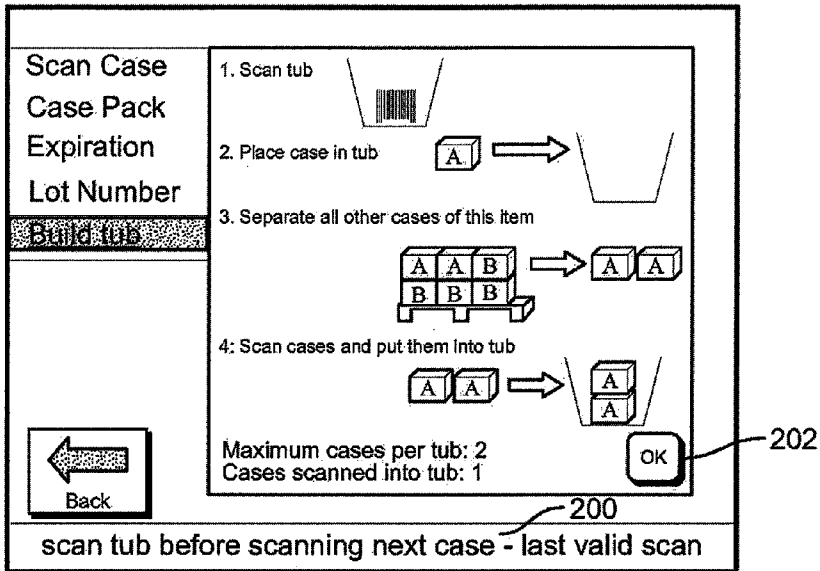 Scan Case
Case Pack
Expiration
Lot Number
Build tub
1. Scan tub
2. Place case in tub
A
3. Separate all other cases of this item
A A B
B B B
A A
4: Scan cases and put them into tub
A A
A
A
Maximum cases per tub: 2
Cases scanned into tub: 1
OK
202
Back
200
scan tub before scanning next case - last valid scan